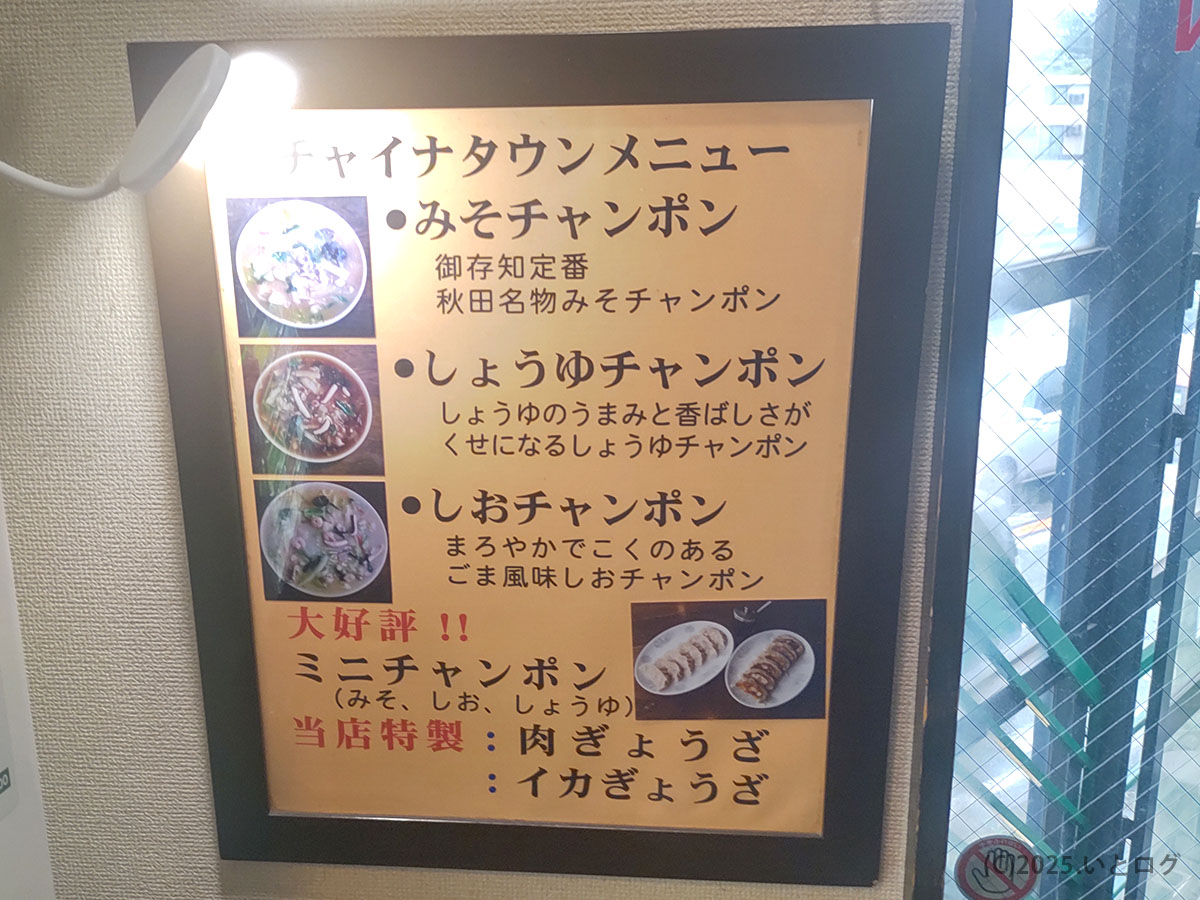 チャイナタウンメニュー
•みそチャンポン
御存知定番
秋田名物みそチャンポン
•しょうゆチャンポン
しょうゆのうまみと香ばしさが
くせになるしょうゆチャンポン
•しおチャンポン
まろやかでこくのある
ごま風味しおチャンポン
大好評!!
ミニチャンポン
(みそ、しお、しょうゆ)
当店特製:肉ぎょうざ
:イカぎょうざ
(C)2025.いとログ